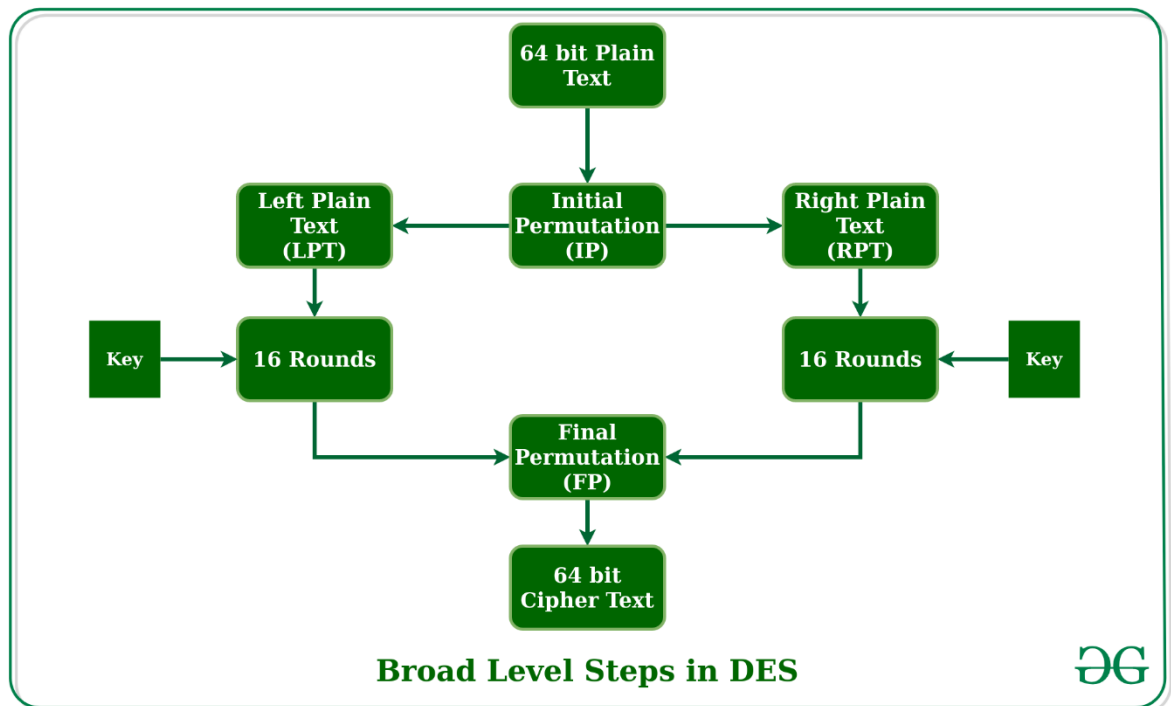 64 bit Plain
Text
Left Plain
Text
(LPT)
Initial
Permutation
(IP)
Right Plain
Text
(RPT)
Key
16 Rounds
16 Rounds
Key
Final
Permutation
(FP)
64 bit
Cipher Text
Broad Level Steps in DES